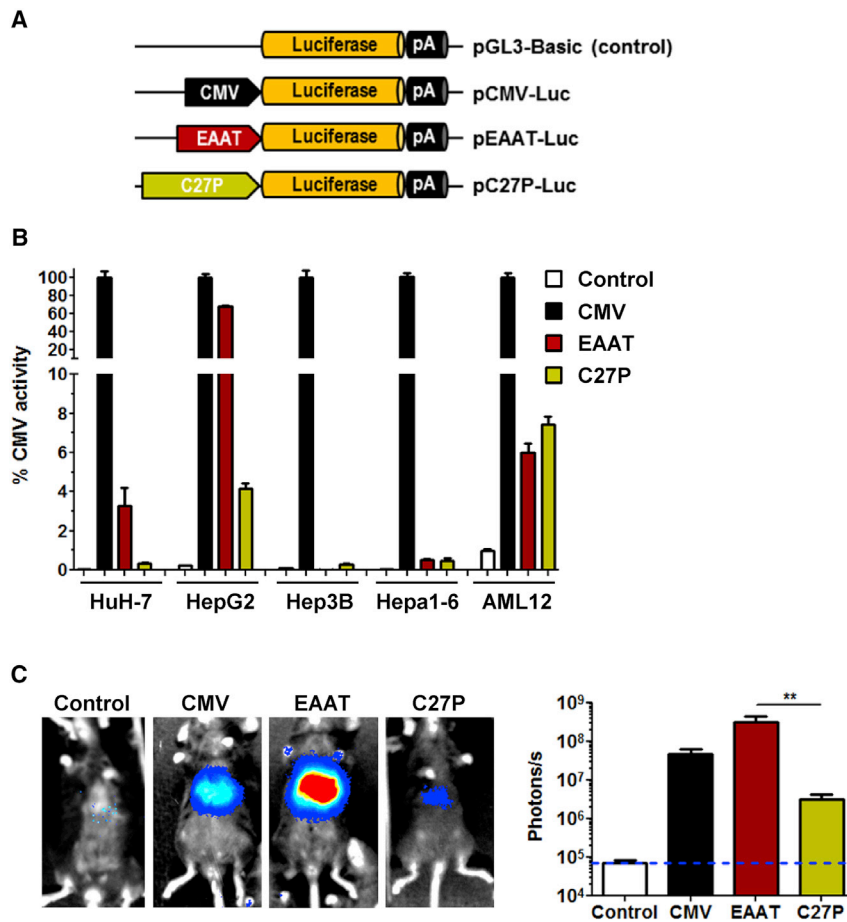 A
Luciferase pA pGL3-Basic (control)
CMV Luciferase pA pCMV-Luc
EAAT Luciferase pA pEAAT-Luc
C27P Luciferase pA pC27P-Luc
B
% CMV activity
100
80
60
40
20
10
8
6
4
2
0
HuH-7 HepG2 Hep3B Hepa1-6 AML12
Control
CMV
EAAT
C27P
C
Control CMV EAAT C27P
Photons/s
10⁹
10⁸
10⁷
10⁶
10⁵
10⁴
**
Control CMV EAAT C27P